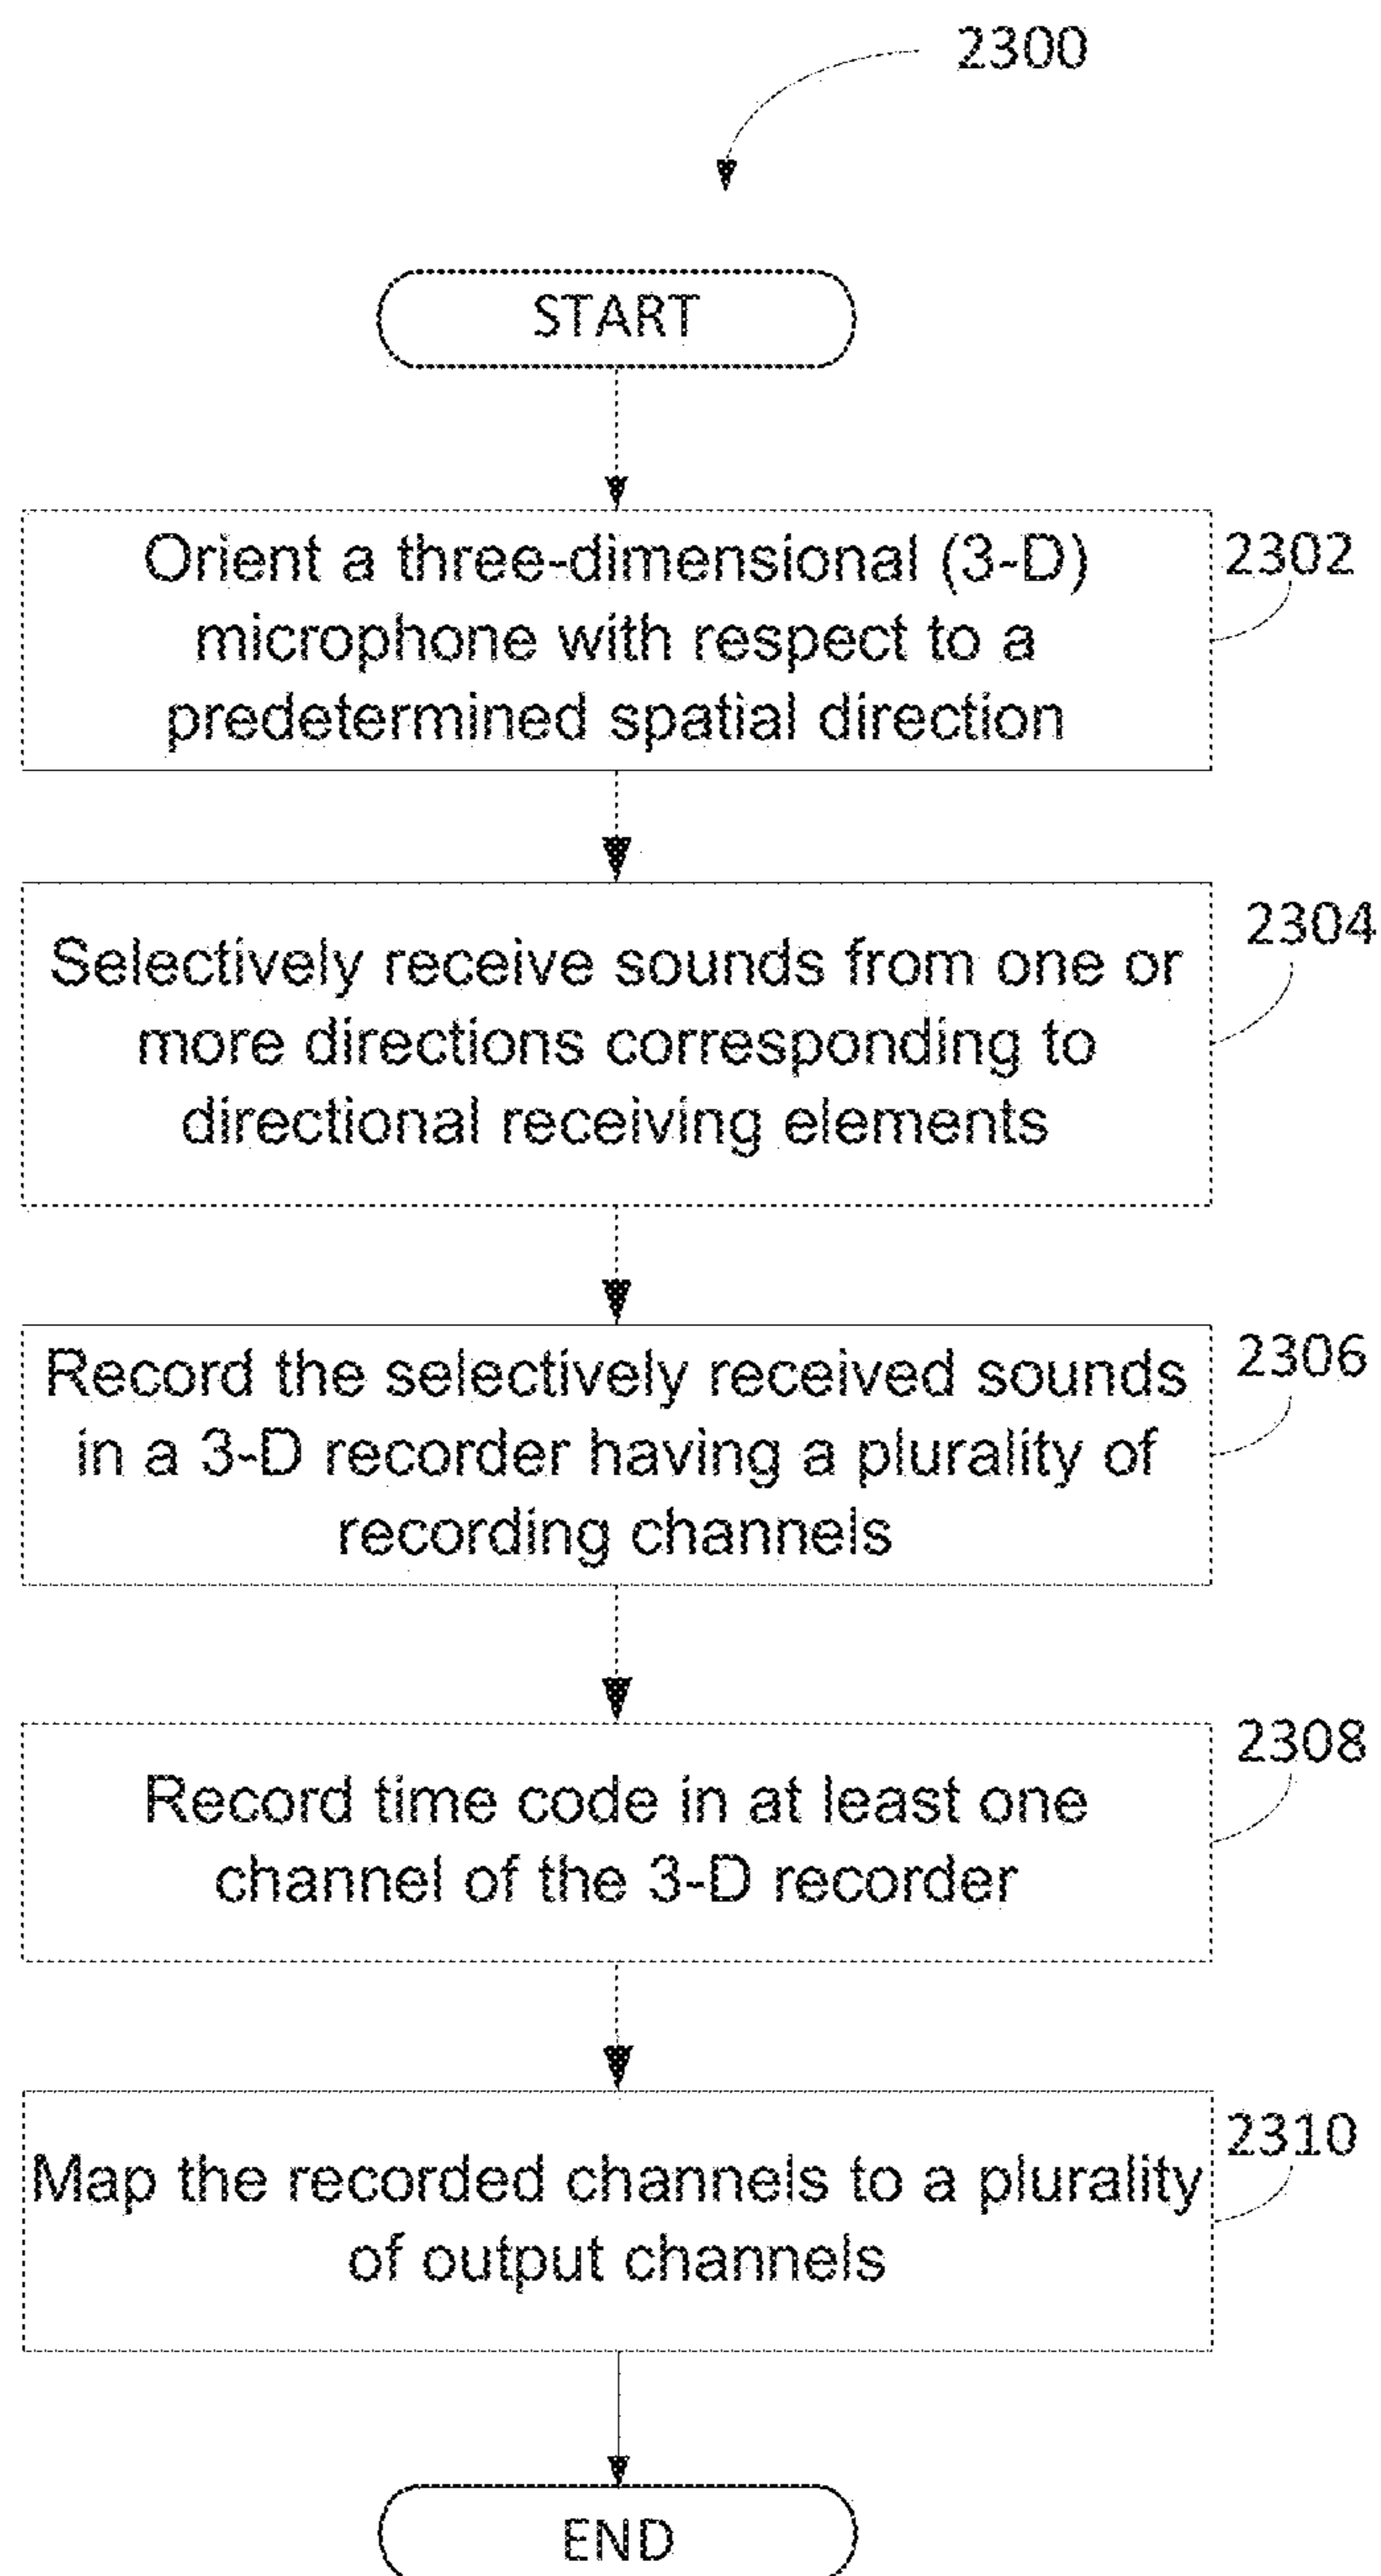 2300
START
Orient a three-dimensional (3-D)
microphone with respect to a
predetermined spatial direction
2302
Selectively receive sounds from one or
more directions corresponding to
directional receiving elements
2304
Record the selectively received sounds
in a 3-D recorder having a plurality of
recording channels
2306
Record time code in at least one
channel of the 3-D recorder
2308
Map the recorded channels to a plurality
of output channels
2310
END